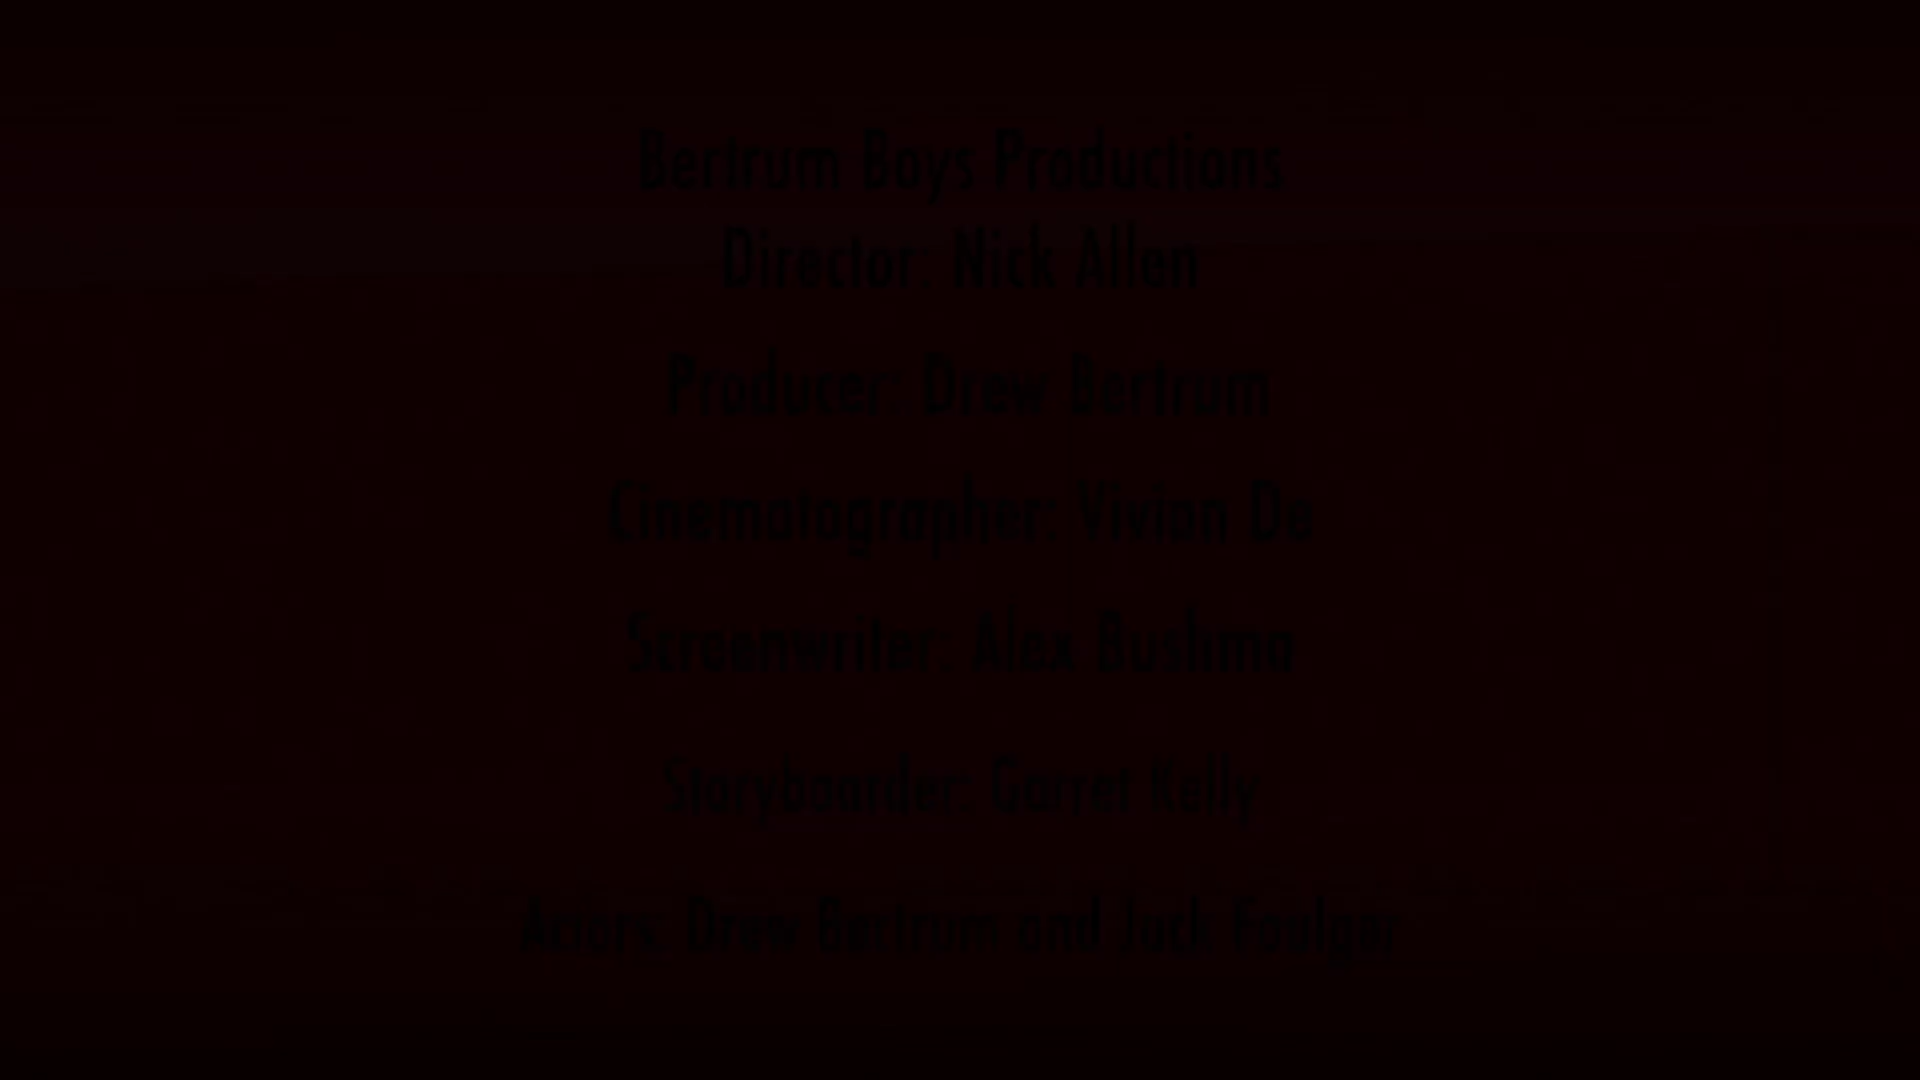 Bertrum Boys Productions
Director: Nick Allen
Producer: Drew Bertrum
Cinematographer: Vivian De
Screenwriter: Alex Bushma
Storyboarder: Garret Kelly
Actors: Drew Bertrum and Jack Foulger